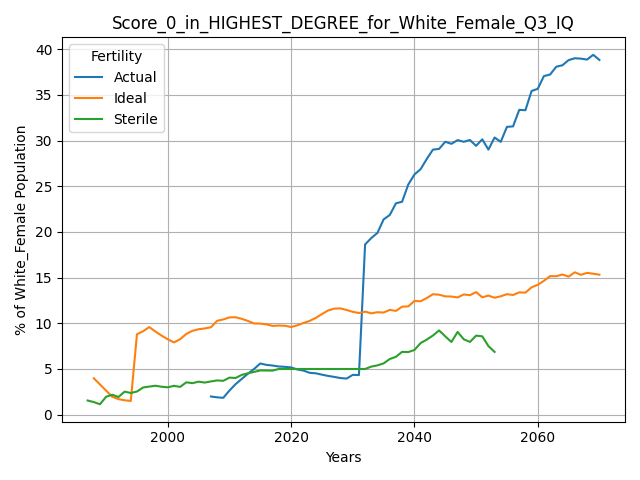 Score_0_in_HIGHEST_DEGREE_for_White_Female_Q3_IQ
Fertility
Actual
Ideal
Sterile
% of White_Female Population
40
35
30
25
20
15
10
5
0
2000 2020 2040 2060
Years